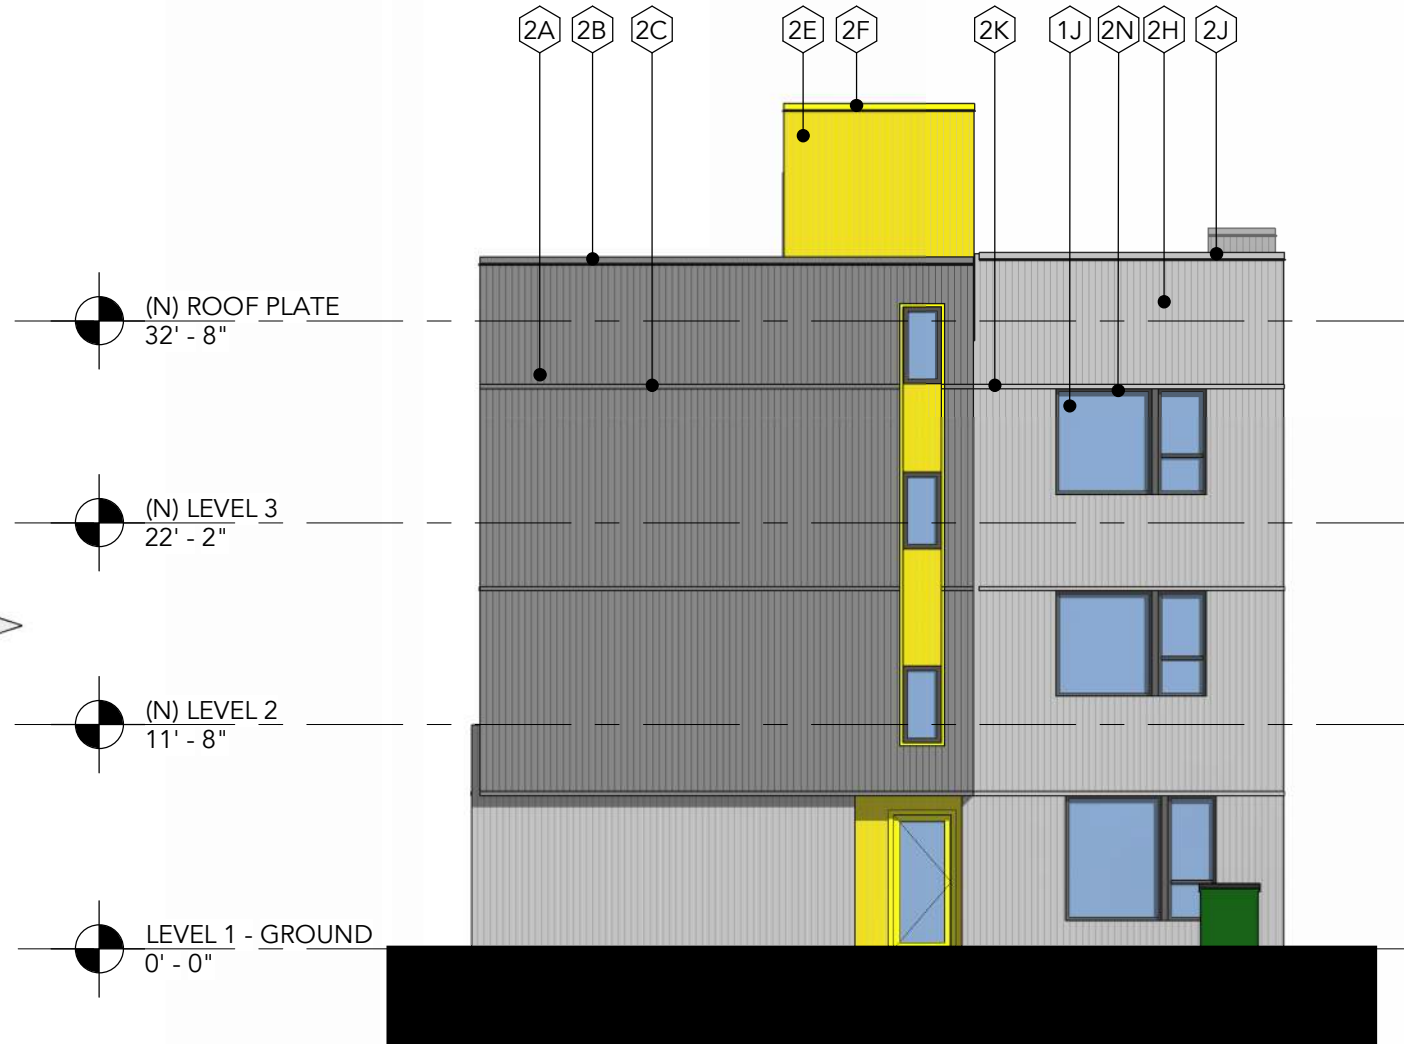 2A 2B 2C 2E 2F 2K 1J 2N 2H 2J
(N) ROOF PLATE
32' - 8"
(N) LEVEL 3
22' - 2"
(N) LEVEL 2
11' - 8"
LEVEL 1 - GROUND
0' - 0"